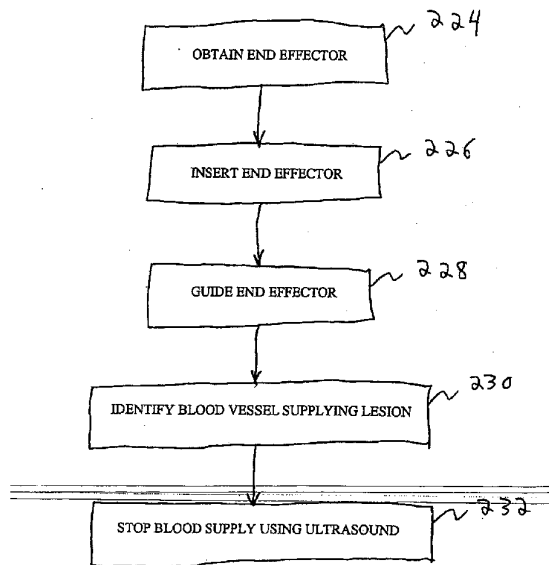 224
OBTAIN END EFFECTOR
226
INSERT END EFFECTOR
228
GUIDE END EFFECTOR
230
IDENTIFY BLOOD VESSEL SUPPLYING LESION
232
STOP BLOOD SUPPLY USING ULTRASOUND